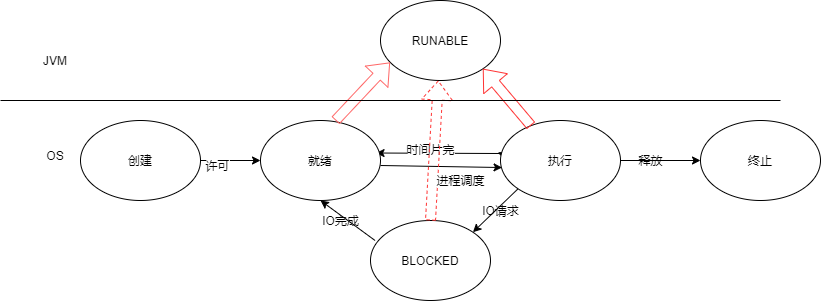 RUNABLE
JVM
OS
创建
许可
就绪
时间片完
进程调度
执行
释放
终止
IO完成
IO请求
BLOCKED